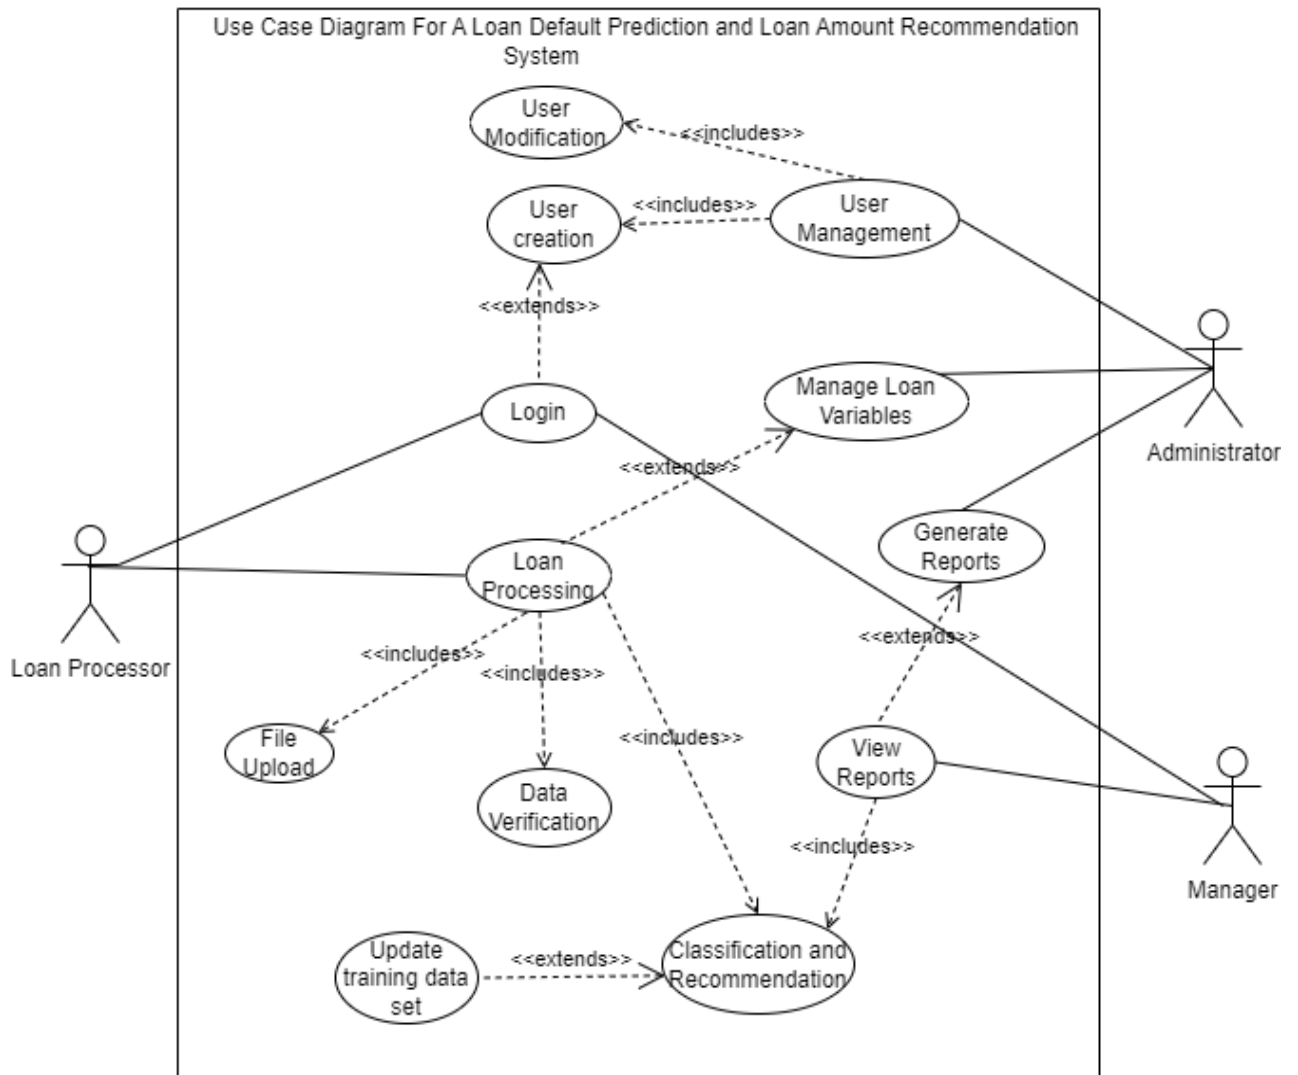 Use Case Diagram For A Loan Default Prediction and Loan Amount Recommendation
System
User
Modification
<<includes>>
User
creation
<<includes>>
User
Management
<<extends>>
Login
Manage Loan
Variables
Administrator
<<extends>>
Loan
Processing
Generate
Reports
Loan Processor
<<includes>>
<<includes>>
<<extends>>
File
Upload
<<includes>>
View
Reports
Data
Verification
<<includes>>
Manager
Update
training data
set
<<extends>>
Classification and
Recommendation